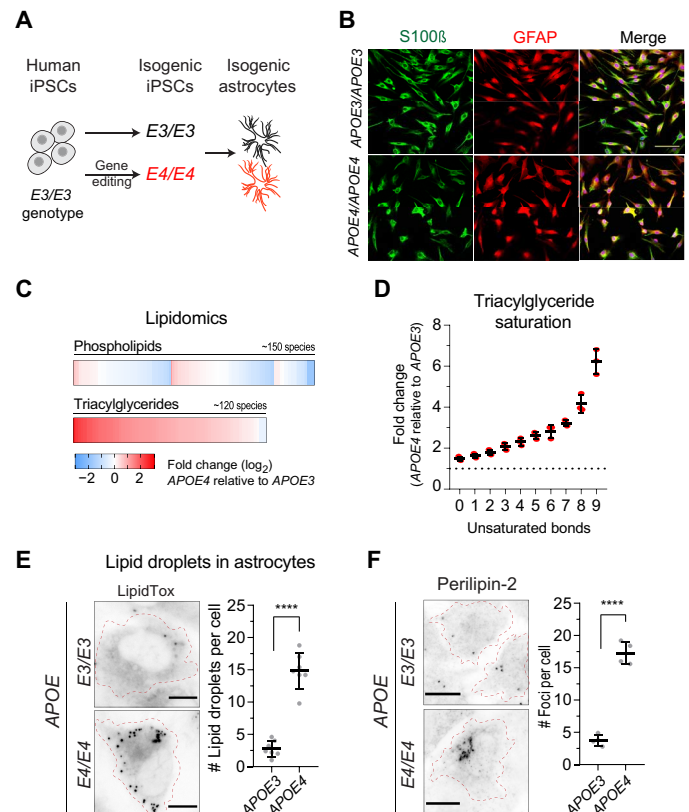 A
Human
iPSCs
Isogenic
iPSCs
Isogenic
astrocytes
E3/E3
Gene
editing
E4/E4
E3/E3
genotype
B
S100ß
GFAP
Merge
APOE3/APOE3
APOE4/APOE4
C
Lipidomics
Phospholipids
~150 species
Triacylglycerides
~120 species
−2 0 2
Fold change (log2)
APOE4 relative to APOE3
D
Triacylglyceride
saturation
Fold change
(APOE4 relative to APOE3)
8
6
4
2
0
0 1 2 3 4 5 6 7 8 9
Unsaturated bonds
E
Lipid droplets in astrocytes
LipidTox
APOE
E3/E3
E4/E4
# Lipid droplets per cell
25
20
15
10
5
0
****
APOE3
APOE4
F
Perilipin-2
APOE
E3/E3
E4/E4
# Foci per cell
25
20
15
10
5
0
****
APOE3
APOE4